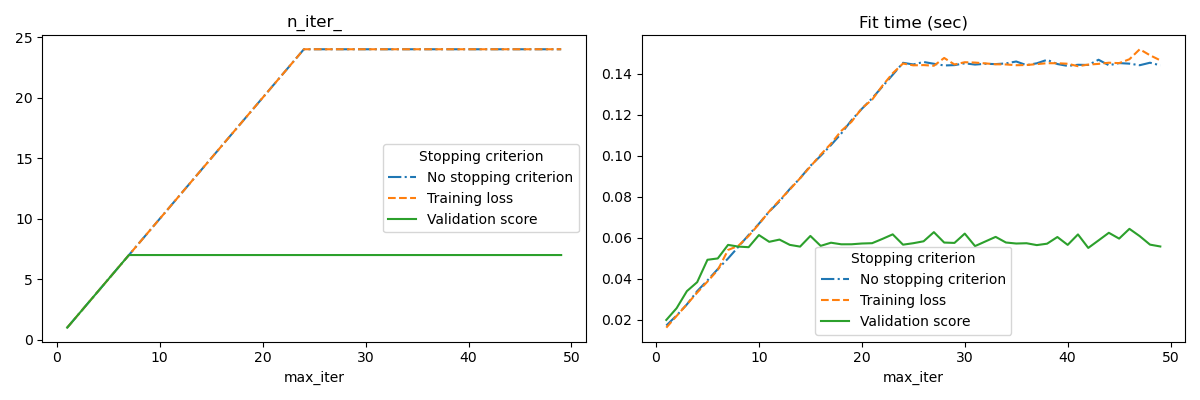 n_iter_
25
20
15
10
5
0
Stopping criterion
No stopping criterion
Training loss
Validation score
0
10
20
30
40
50
max_iter
Fit time (sec)
0.14
0.12
0.10
0.08
0.06
0.04
0.02
Stopping criterion
No stopping criterion
Training loss
Validation score
0
10
20
30
40
50
max_iter